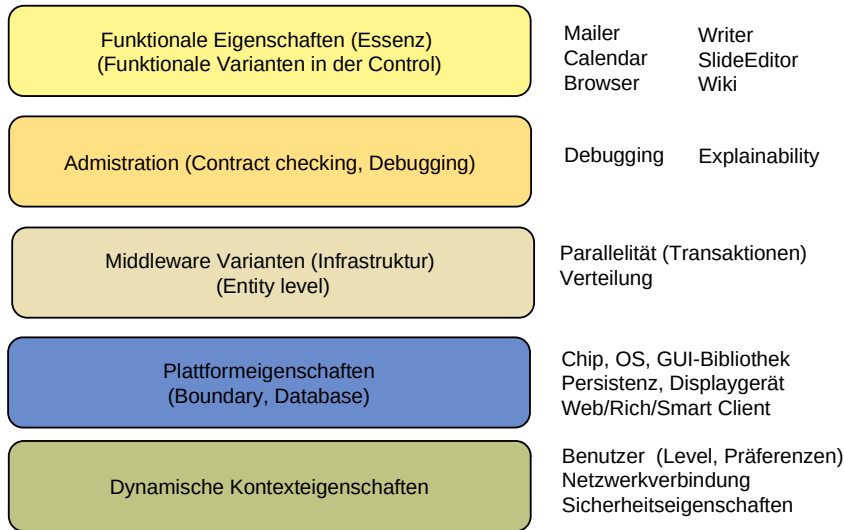 Funktionale Eigenschaften (Essenz)
(Funktionale Varianten in der Control)
Mailer Writer
Calendar SlideEditor
Browser Wiki
Admistration (Contract checking, Debugging)
Debugging Explainability
Middleware Varianten (Infrastruktur)
(Entity level)
Parallelität (Transaktionen)
Verteilung
Plattformeigenschaften
(Boundary, Database)
Chip, OS, GUI-Bibliothek
Persistenz, Displaygerät
Web/Rich/Smart Client
Dynamische Kontexteigenschaften
Benutzer (Level, Präferenzen)
Netzwerkverbindung
Sicherheitseigenschaften